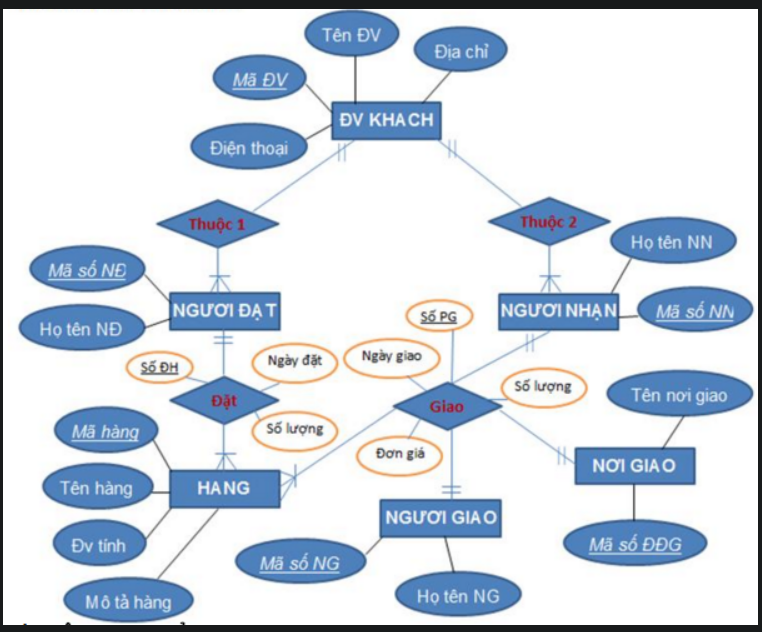 Tên ĐV
Địa chỉ
Mã ĐV
ĐV KHACH
Điện thoại
Thuộc 1
Thuộc 2
Họ tên NN
Mã số NĐ
NGƯƠI ĐẶT
NGƯƠI NHẬN
Mã số NN
Họ tên NĐ
Số PG
Số ĐH
Ngày đặt
Ngày giao
Số lượng
Tên nơi giao
Đặt
Giao
Mã hàng
Số lượng
Đơn giá
NƠI GIAO
Tên hàng
HANG
NGƯƠI GIAO
Đv tính
Mã số NG
Mã số ĐĐG
Mô tả hàng
Họ tên NG